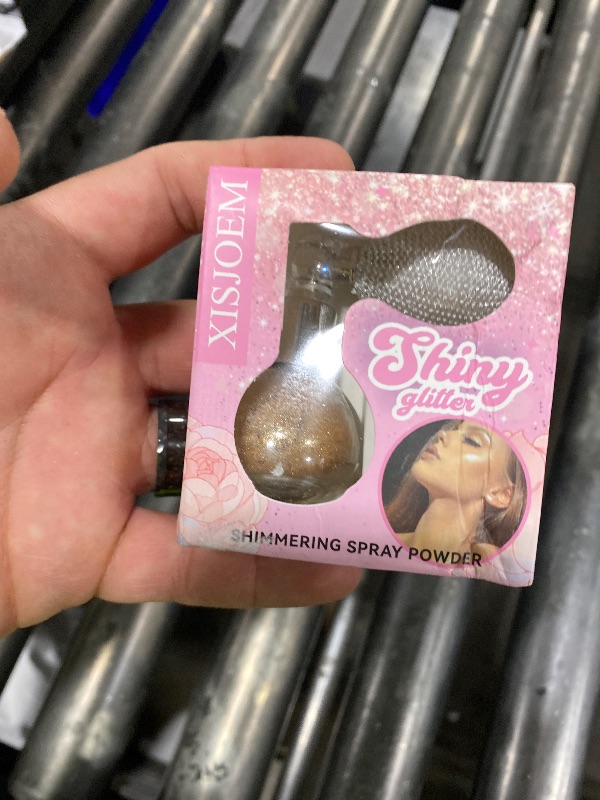 XISJOEM
Shiny
glitter
SHIMMERING SPRAY POWDER